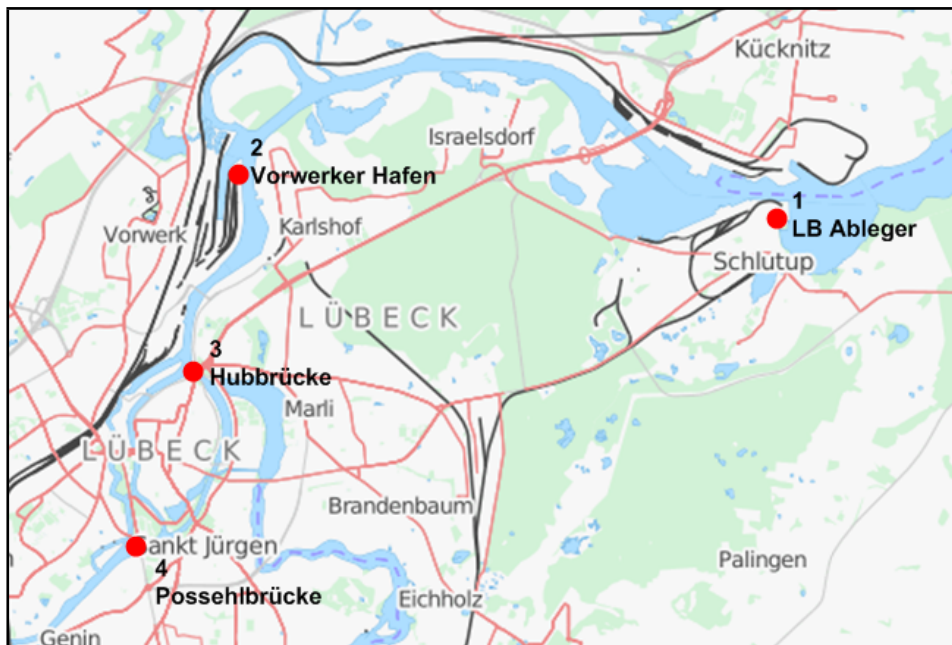 Kücknitz
Israelsdorf
2
Vorwerker Hafen
1
LB Ableger
Karlshof
Vorwerk
Schlutup
LÜBECK
3
Hubbrücke
Marli
LÜBECK
Brandenbaum
Sankt Jürgen
4
Possehlbrücke
Palingen
Eichholz
Genin